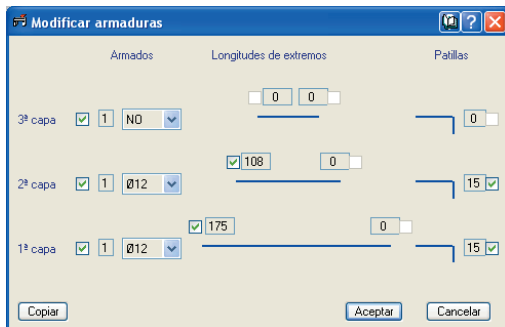 Modificar armaduras
Armados Longitudes de extremos Patillas
0 0
3ª capa 1 NO 0
108 0
2ª capa 1 Ø12 15
175 0
1ª capa 1 Ø12 15
Copiar Aceptar Cancelar